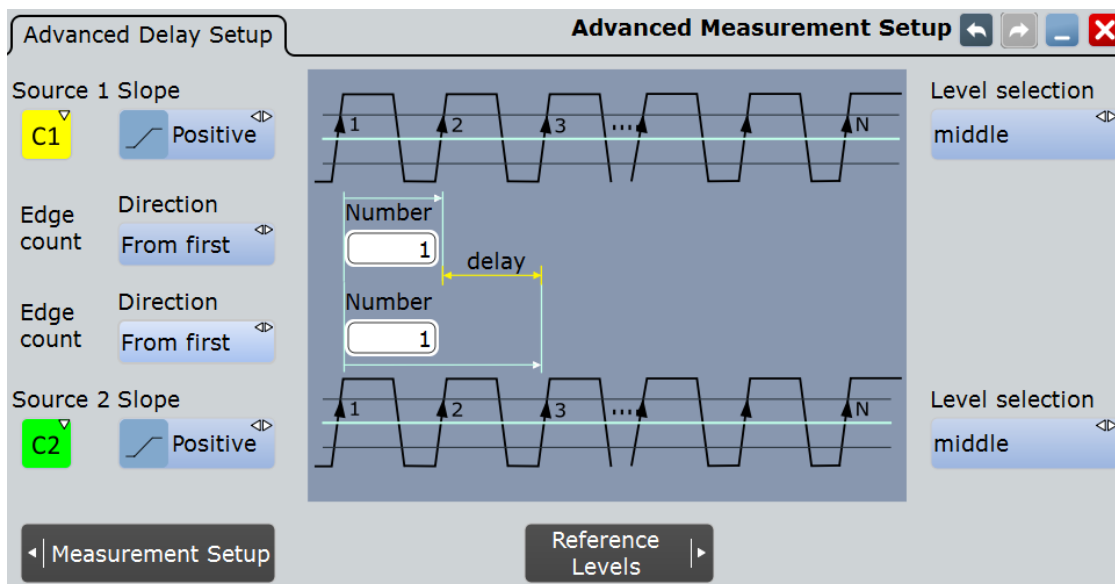 Advanced Delay Setup
Advanced Measurement Setup
Source 1 Slope
C1
Positive
1
2
3
....
N
Level selection
middle
Edge count
Direction
From first
Number
1
delay
Edge count
Direction
From first
Number
1
Source 2 Slope
C2
Positive
1
2
3
....
N
Level selection
middle
Measurement Setup
Reference
Levels